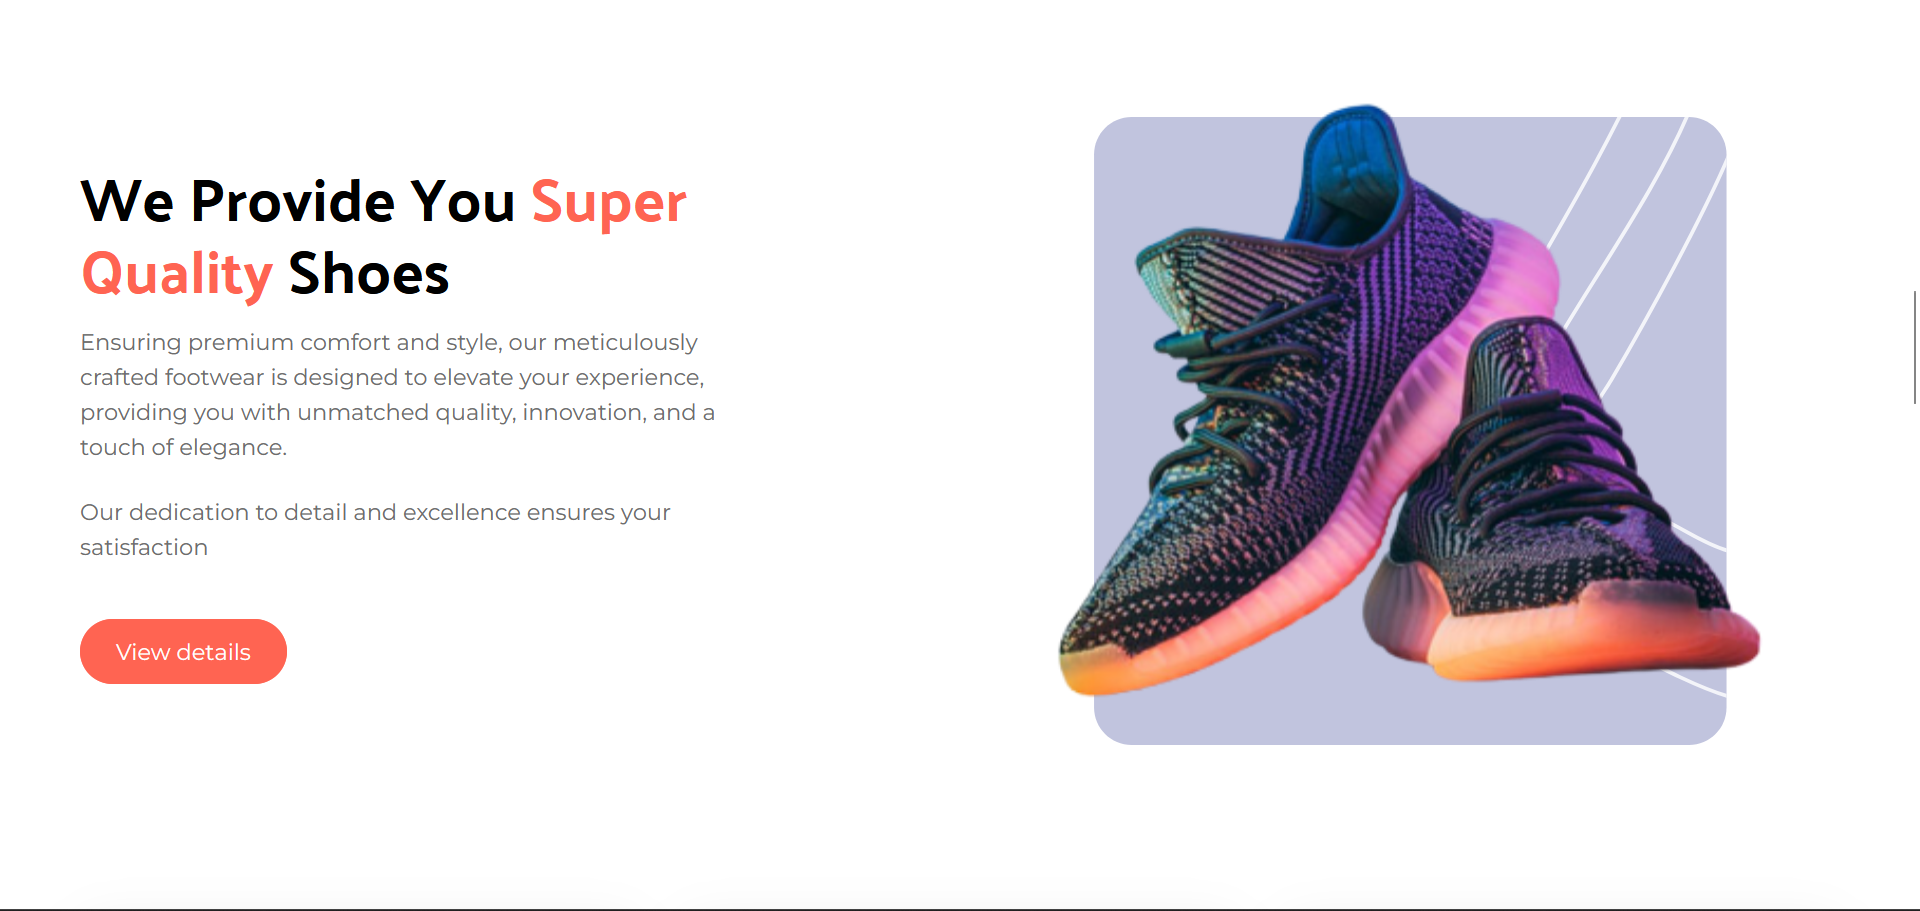 We Provide You Super
Quality Shoes
Ensuring premium comfort and style, our meticulously
crafted footwear is designed to elevate your experience,
providing you with unmatched quality, innovation, and a
touch of elegance.
Our dedication to detail and excellence ensures your
satisfaction
View details